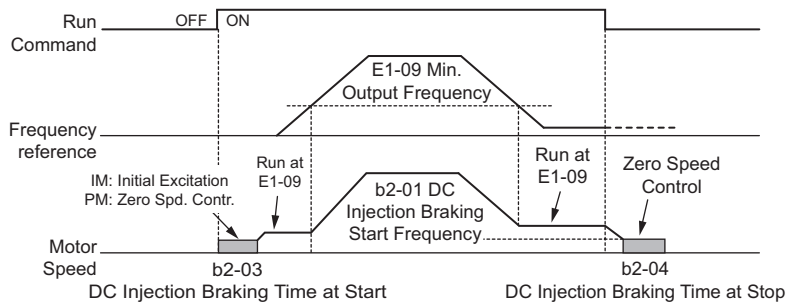 Run
Command
OFF
ON
E1-09 Min.
Output Frequency
Frequency
reference
IM: Initial Excitation
PM: Zero Spd. Contr.
Run at
E1-09
b2-01 DC
Injection Braking
Start Frequency
Run at
E1-09
Zero Speed
Control
Motor
Speed
b2-03
DC Injection Braking Time at Start
b2-04
DC Injection Braking Time at Stop